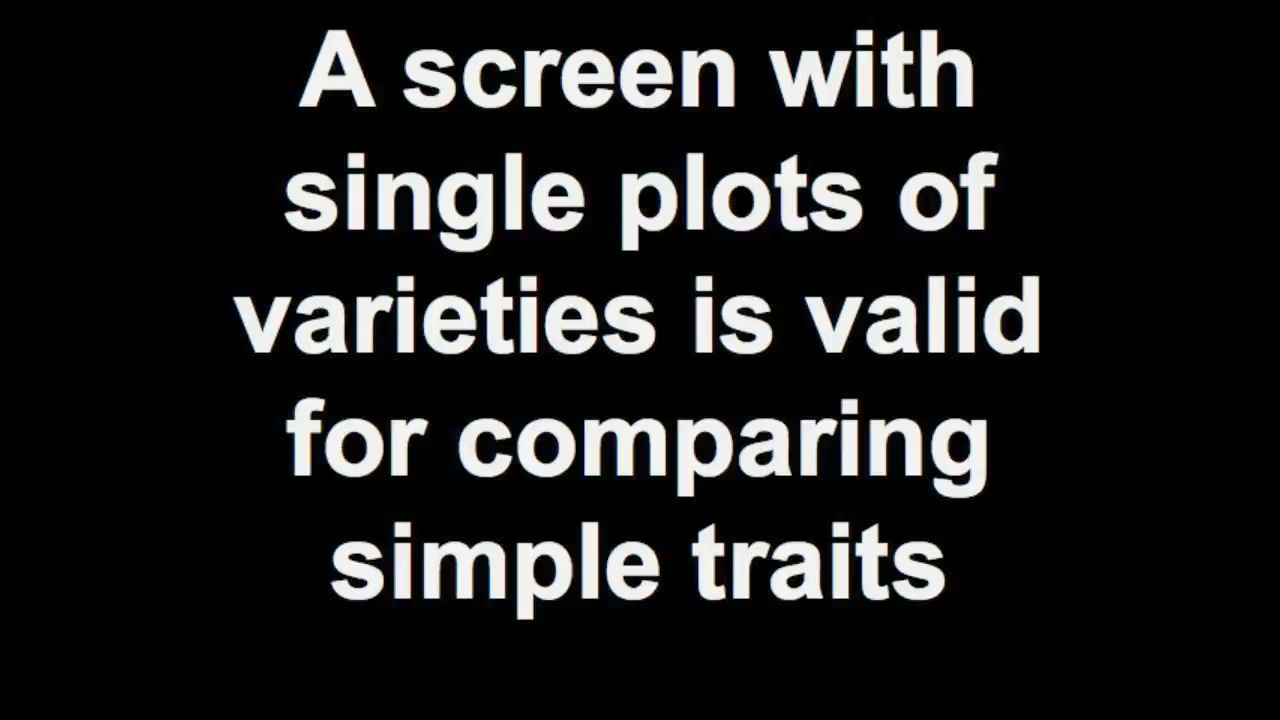 A screen with
single plots of
varieties is valid
for comparing
simple traits